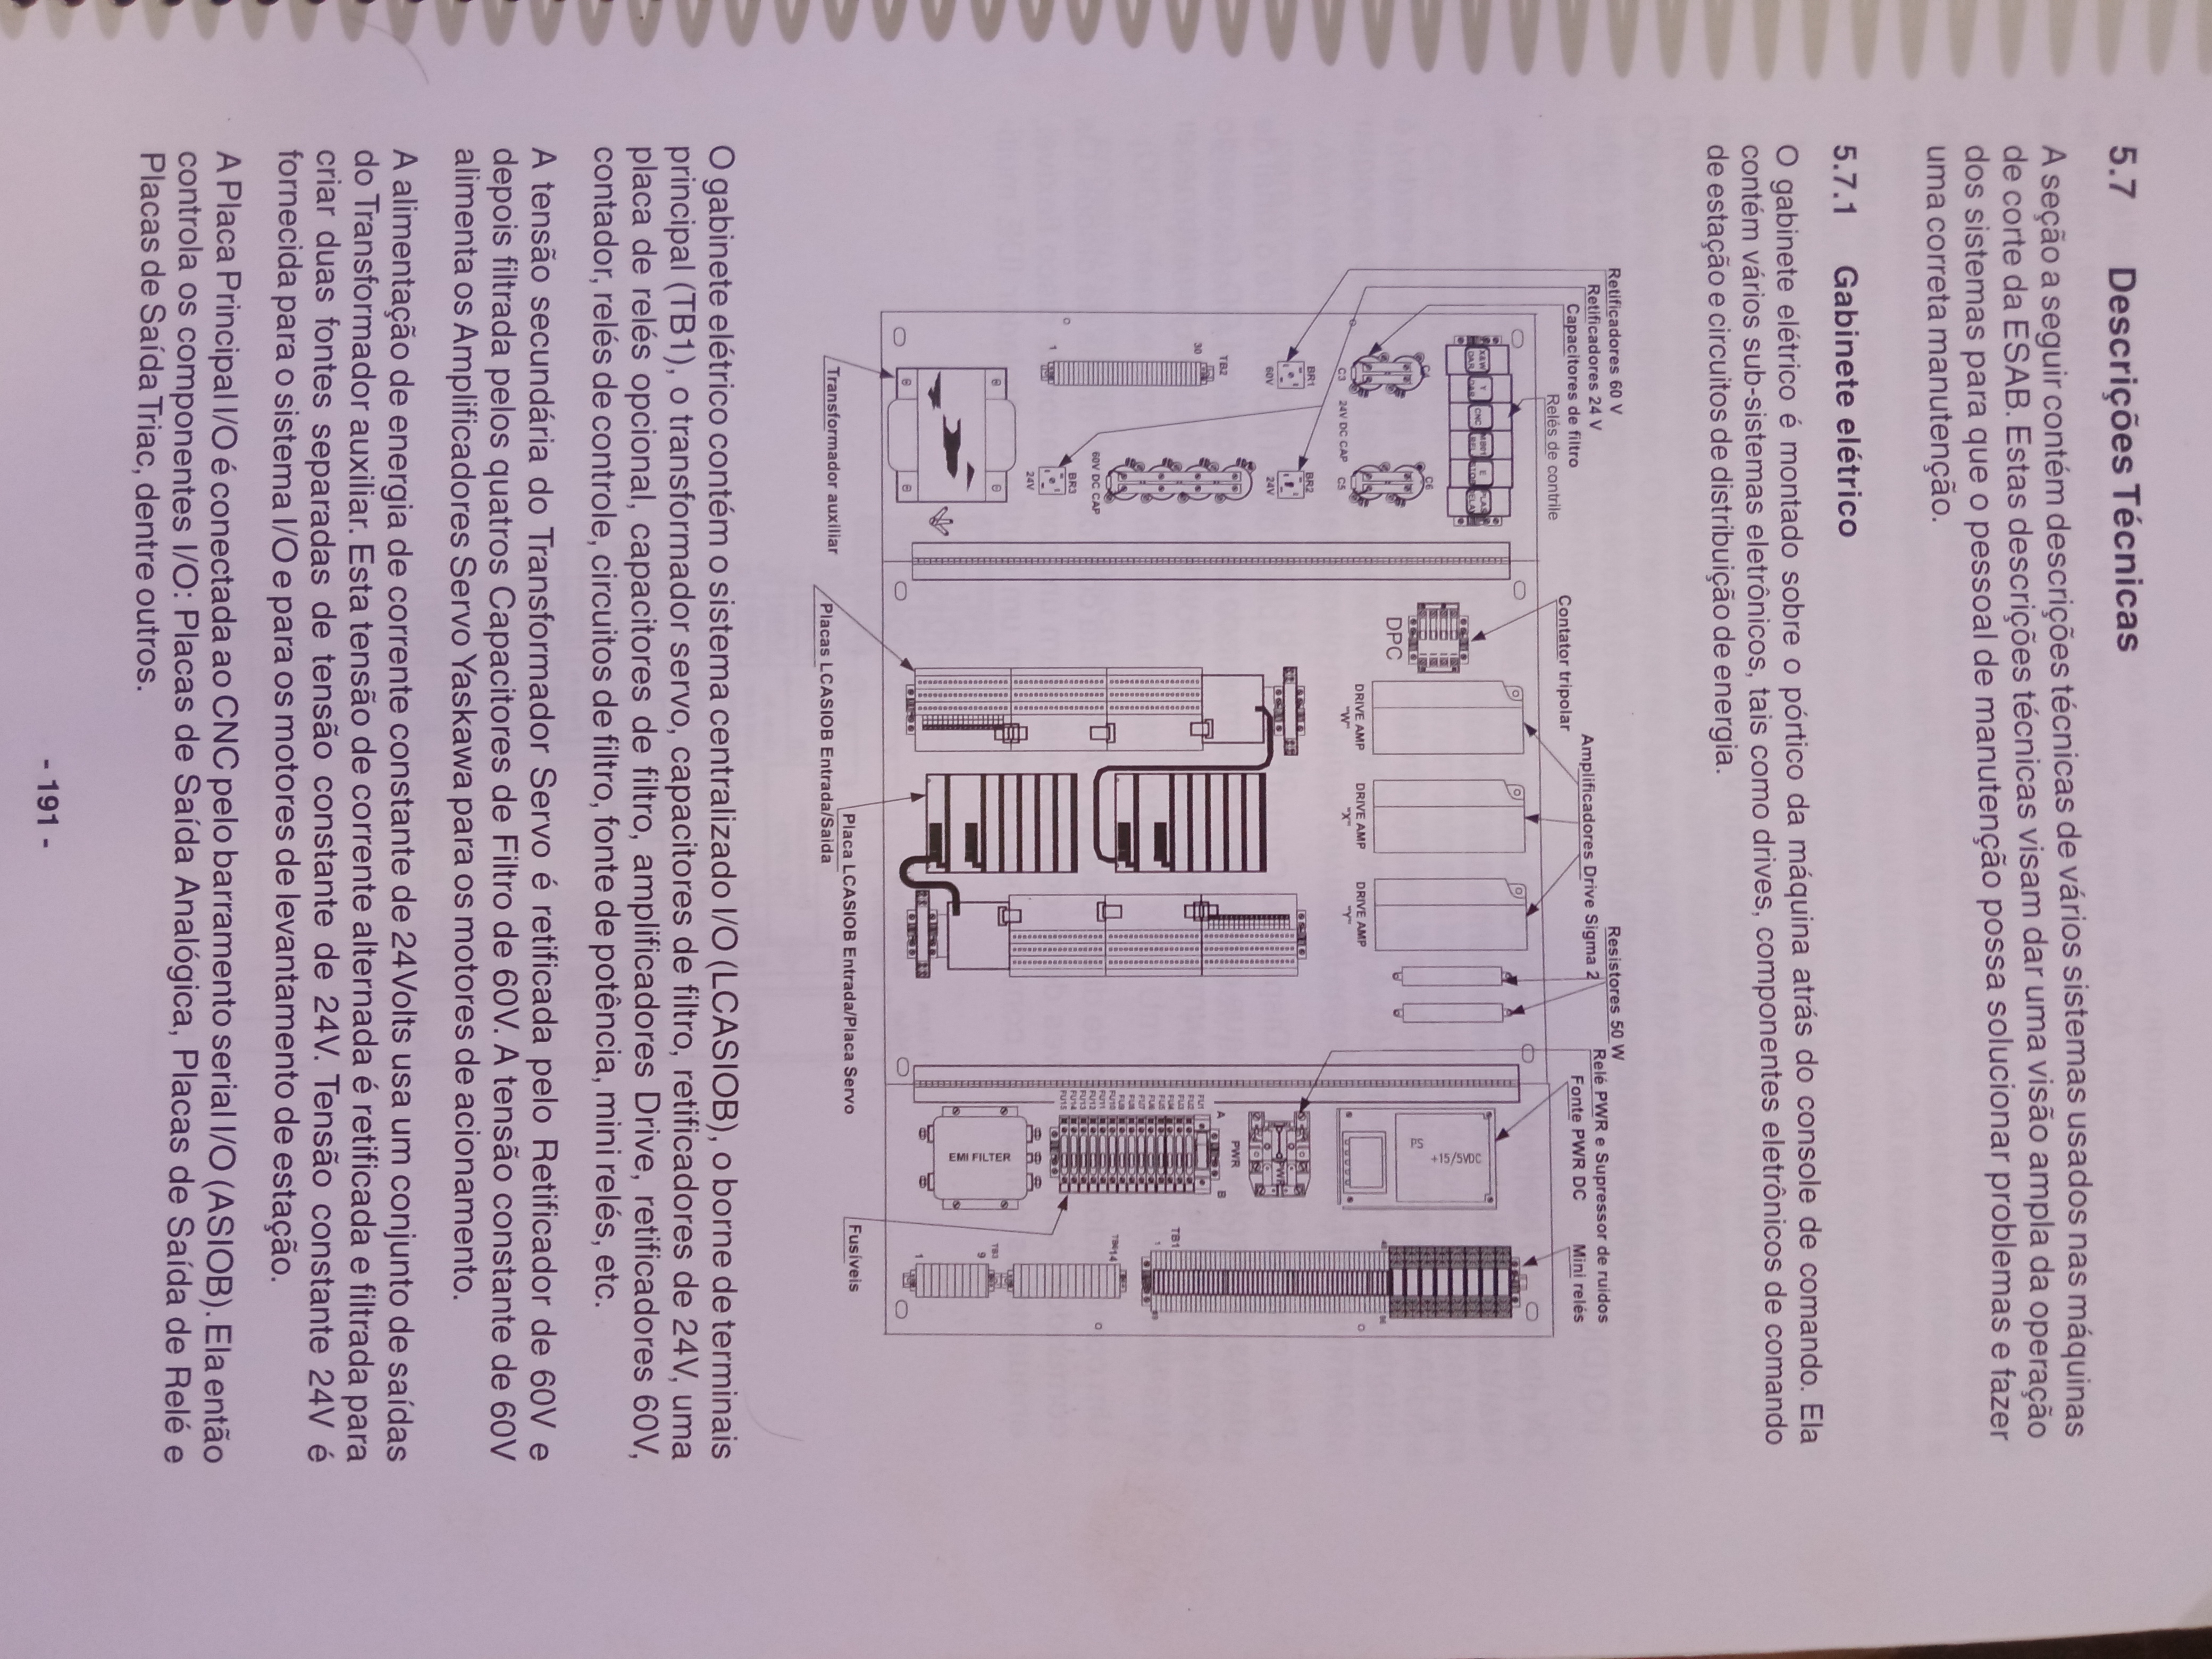 5.7 Descrições Técnicas
A seção a seguir contém descrições técnicas de vários sistemas usados nas máquinas
de corte da ESAB. Estas descrições técnicas visam dar uma visão ampla da operação
dos sistemas para que o pessoal de manutenção possa solucionar problemas e fazer
uma correta manutenção.
5.7.1 Gabinete elétrico
O gabinete elétrico é montado sobre o pórtico da máquina atrás do console de comando. Ela
contém vários sub-sistemas eletrônicos, tais como drives, componentes eletrônicos de comando
de estação e circuitos de distribuição de energia.
Retificadores 60 V
Retificadores 24 V
Capacitores de filtro
Relés de contrile
Contator tripolar
Amplificadores Drive Sigma 2
Resistores 50 W
Relé PWR e Supressor de ruidos
Fonte PWR DC
Mini relés
X&W DAR
Y DAR
CNC
MB01 REL
E STOP
PLAS RELAY
C4
C6
C3
24V DC CAP
C5
DPC
DRIVE AMP "W"
DRIVE AMP "X"
DRIVE AMP "Y"
PS +15/5VDC
BR1
60V
BR2
24V
TB2
30
1
60V DC CAP
BR3
24V
PWR
PWR
A
B
FU1
FU2
FU3
FU4
FU5
FU6
FU7
FU8
FU9
FU10
FU11
FU12
FU13
FU14
FU15
EMI FILTER
TB1
1
14
TB3
9
1
Transformador auxiliar
Placas LCASIOB Entrada/Saida
Placa LCASIOB Entrada/Placa Servo
Fusíveis
O gabinete elétrico contém o sistema centralizado I/O (LCASIOB), o borne de terminais
principal (TB1), o transformador servo, capacitores de filtro, retificadores de 24V, uma
placa de relés opcional, capacitores de filtro, amplificadores Drive, retificadores 60V,
contador, relés de controle, circuitos de filtro, fonte de potência, mini relés, etc.
A tensão secundária do Transformador Servo é retificada pelo Retificador de 60V e
depois filtrada pelos quatros Capacitores de Filtro de 60V. A tensão constante de 60V
alimenta os Amplificadores Servo Yaskawa para os motores de acionamento.
A alimentação de energia de corrente constante de 24Volts usa um conjunto de saídas
do Transformador auxiliar. Esta tensão de corrente alternada é retificada e filtrada para
criar duas fontes separadas de tensão constante de 24V. Tensão constante 24V é
fornecida para o sistema I/O e para os motores de levantamento de estação.
A Placa Principal I/O é conectada ao CNC pelo barramento serial I/O (ASIOB). Ela então
controla os componentes I/O: Placas de Saída Analógica, Placas de Saída de Relé e
Placas de Saída Triac, dentre outros.
- 191 -